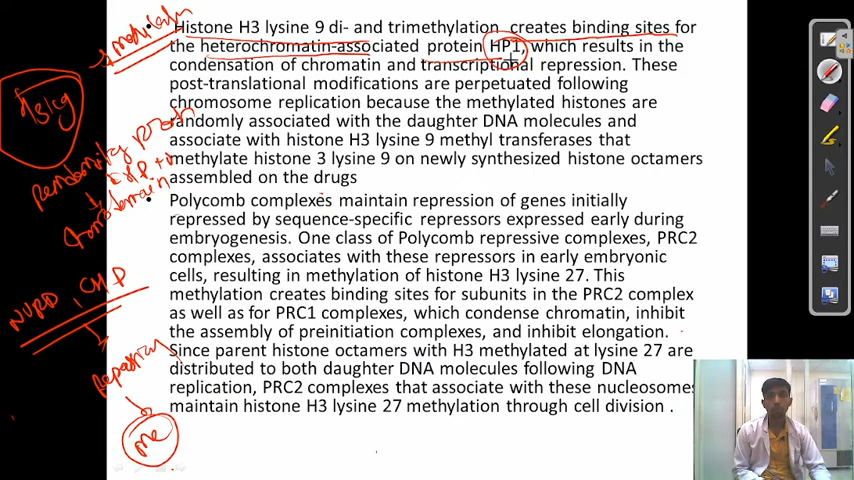 Histone H3 lysine 9 di- and trimethylation creates binding sites for
the heterochromatin-associated protein HP1, which results in the
condensation of chromatin and transcriptional repression. These
post-translational modifications are perpetuated following
chromosome replication because the methylated histones are
randomly associated with the daughter DNA molecules and
associate with histone H3 lysine 9 methyl transferases that
methylate histone 3 lysine 9 on newly synthesized histone octamers
assembled on the drugs
Polycomb complexes maintain repression of genes initially
repressed by sequence-specific repressors expressed early during
embryogenesis. One class of Polycomb repressive complexes, PRC2
complexes, associates with these repressors in early embryonic
cells, resulting in methylation of histone H3 lysine 27. This
methylation creates binding sites for subunits in the PRC2 complex
as well as for PRC1 complexes, which condense chromatin, inhibit
the assembly of preinitiation complexes, and inhibit elongation.
Since parent histone octamers with H3 methylated at lysine 27 are
distributed to both daughter DNA molecules following DNA
replication, PRC2 complexes that associate with these nucleosomes
maintain histone H3 lysine 27 methylation through cell division .
NURD
me